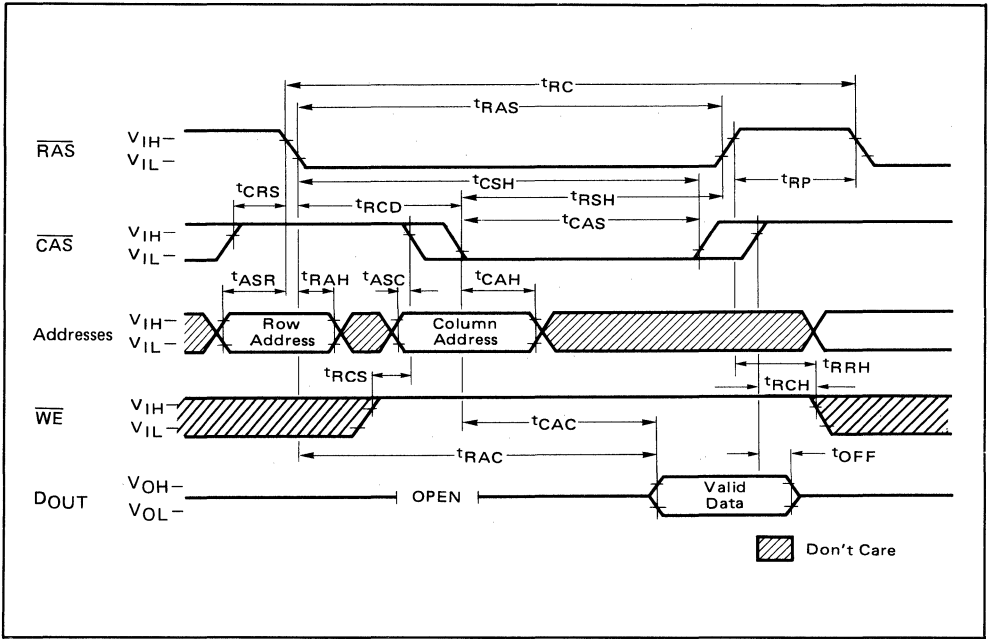 tRC
tRAS
RAS VIH
VIL
tRP
tCSH
tCRS tRSH
tRCD
tCAS
CAS VIH
VIL
tASR tRAH tASC tCAH
Addresses VIH Row Address Column Address
VIL
tRRH
tRCS tRCH
WE VIH
VIL
tCAC
tRAC tOFF
DOUT VOH OPEN Valid Data
VOL
Don't Care